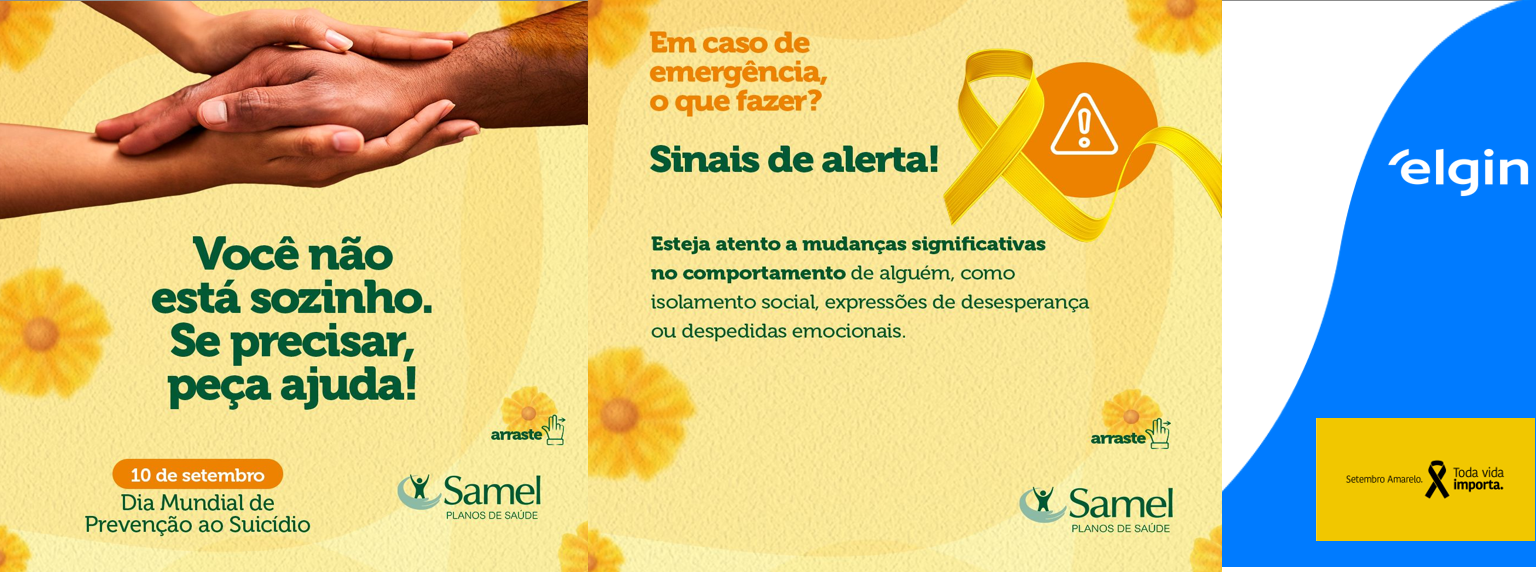 Você não
está sozinho.
Se precisar,
peça ajuda!
arraste
10 de setembro
Dia Mundial de
Prevenção ao Suicídio
Samel
PLANOS DE SAÚDE
Em caso de
emergência,
o que fazer?
Sinais de alerta!
Esteja atento a mudanças significativas
no comportamento de alguém, como
isolamento social, expressões de desesperança
ou despedidas emocionais.
arraste
Samel
PLANOS DE SAÚDE
elgin
Setembro Amarelo.
Toda vida
importa.